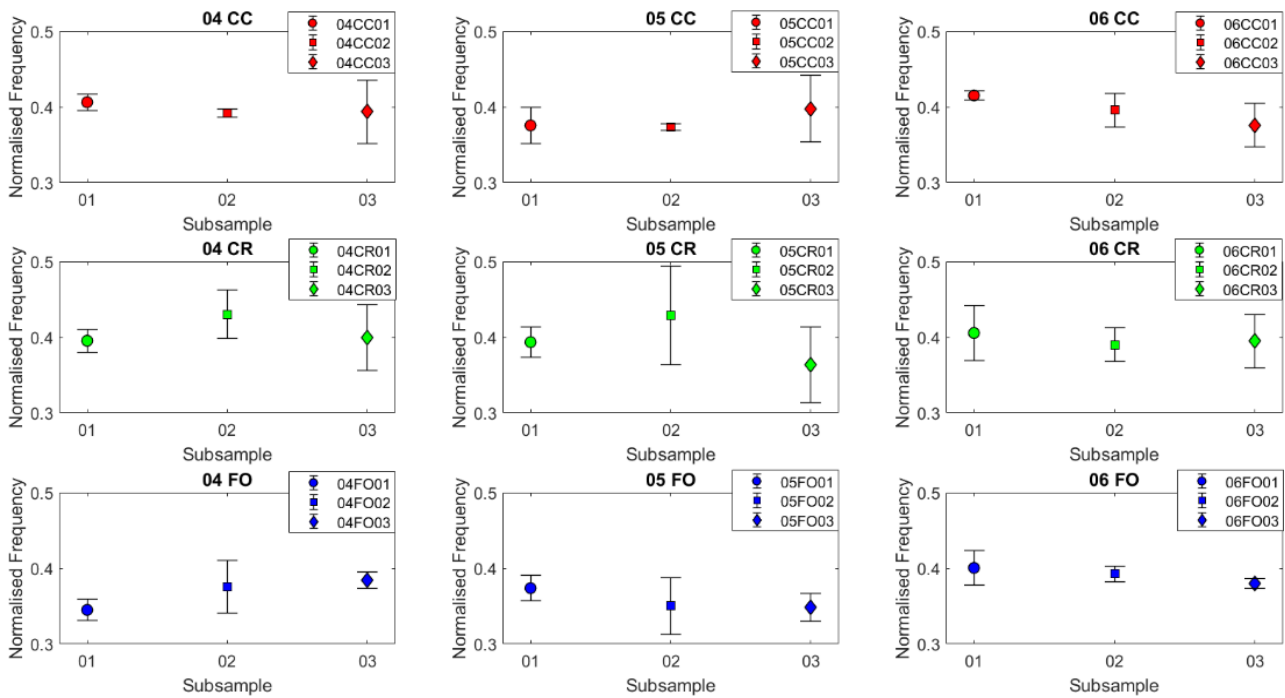 04 CC
04CC01
04CC02
04CC03
Normalised Frequency
0.5
0.4
0.3
01 02 03
Subsample
05 CC
05CC01
05CC02
05CC03
Normalised Frequency
0.5
0.4
0.3
01 02 03
Subsample
06 CC
06CC01
06CC02
06CC03
Normalised Frequency
0.5
0.4
0.3
01 02 03
Subsample
04 CR
04CR01
04CR02
04CR03
Normalised Frequency
0.5
0.4
0.3
01 02 03
Subsample
05 CR
05CR01
05CR02
05CR03
Normalised Frequency
0.5
0.4
0.3
01 02 03
Subsample
06 CR
06CR01
06CR02
06CR03
Normalised Frequency
0.5
0.4
0.3
01 02 03
Subsample
04 FO
04FO01
04FO02
04FO03
Normalised Frequency
0.5
0.4
0.3
01 02 03
Subsample
05 FO
05FO01
05FO02
05FO03
Normalised Frequency
0.5
0.4
0.3
01 02 03
Subsample
06 FO
06FO01
06FO02
06FO03
Normalised Frequency
0.5
0.4
0.3
01 02 03
Subsample